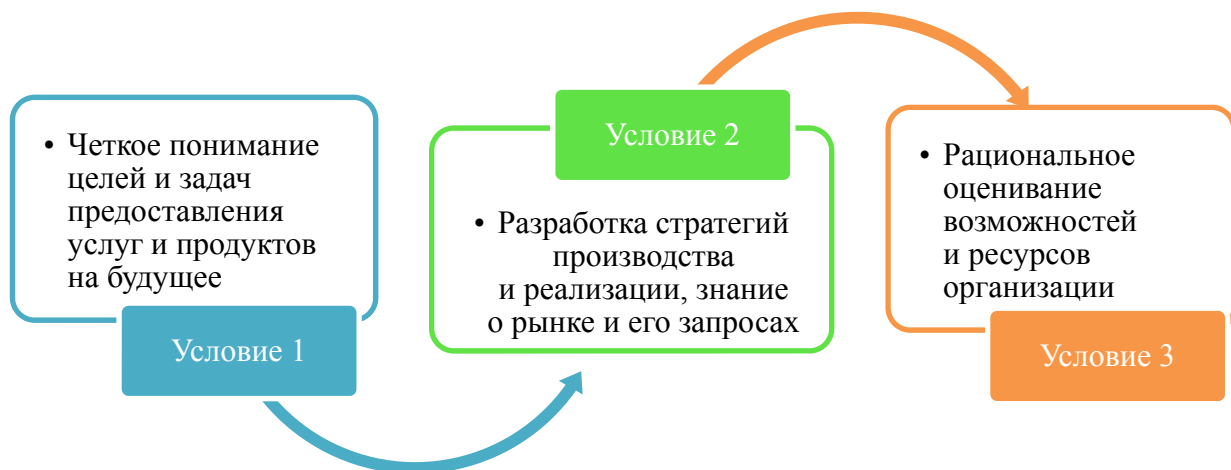 • Четкое понимание
целей и задач
предоставления
услуг и продуктов
на будущее
Условие 1
Условие 2
• Разработка стратегий
производства
и реализации, знание
о рынке и его запросах
• Рациональное
оценивание
возможностей
и ресурсов
организации
Условие 3